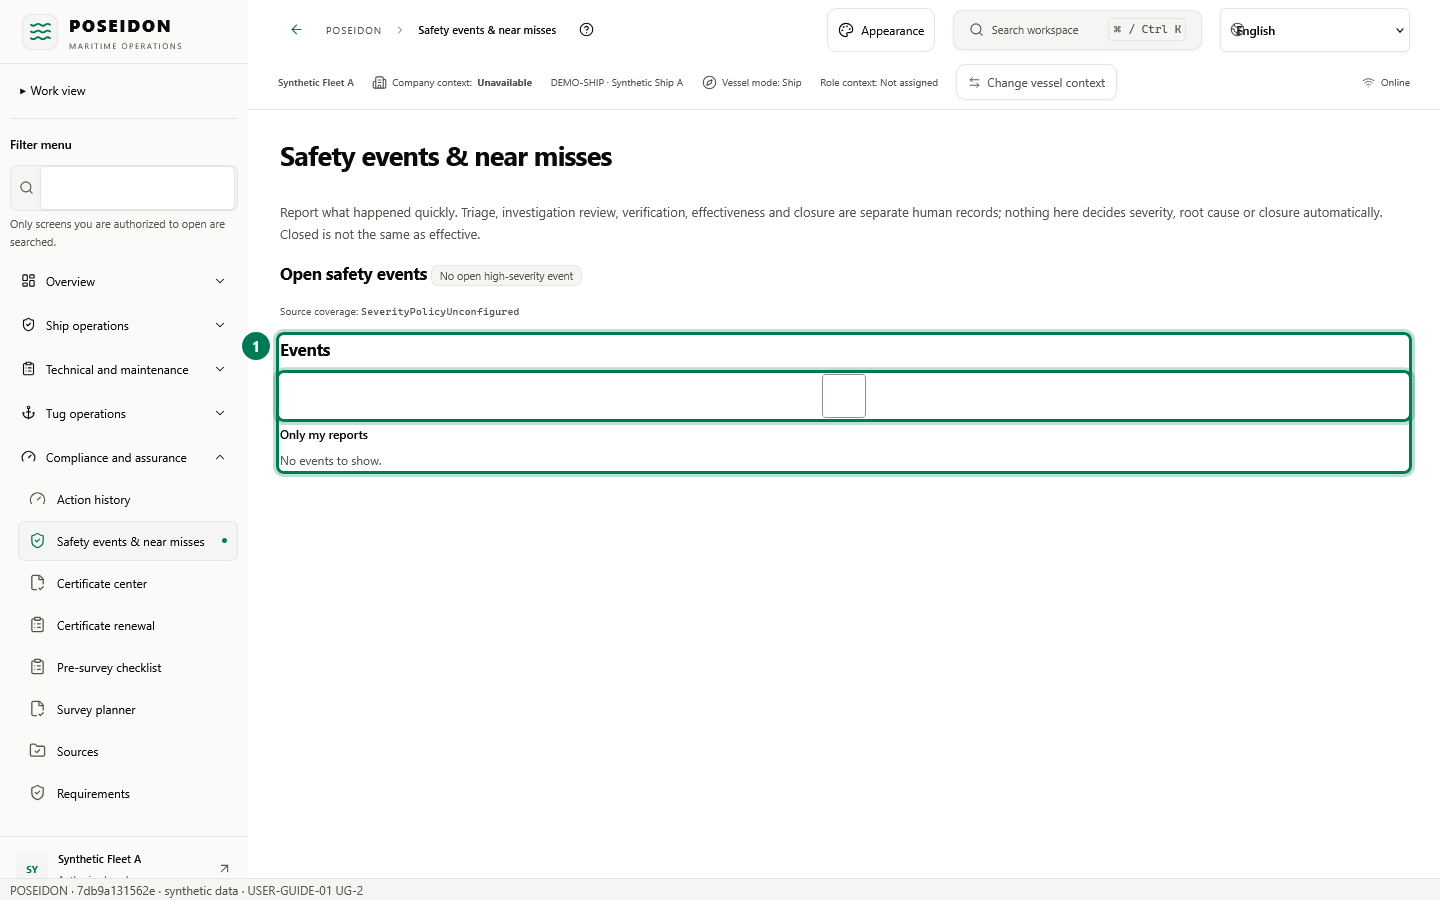 POSEIDON
MARITIME OPERATIONS
Work view
Filter menu
Only screens you are authorized to open are
searched.
Overview
Ship operations
Technical and maintenance
Tug operations
Compliance and assurance
Action history
Safety events & near misses
Certificate center
Certificate renewal
Pre-survey checklist
Survey planner
Sources
Requirements
SY
Synthetic Fleet A
POSEIDON
Safety events & near misses
Appearance
Search workspace
⌘ / Ctrl K
English
Synthetic Fleet A
Company context: Unavailable
DEMO-SHIP · Synthetic Ship A
Vessel mode: Ship
Role context: Not assigned
Change vessel context
Online
Safety events & near misses
Report what happened quickly. Triage, investigation review, verification, effectiveness and closure are separate human records; nothing here decides severity, root cause or closure automatically.
Closed is not the same as effective.
Open safety events No open high-severity event
Source coverage: SeverityPolicyUnconfigured
1
Events
Only my reports
No events to show.
POSEIDON · 7db9a131562e · synthetic data · USER-GUIDE-01 UG-2